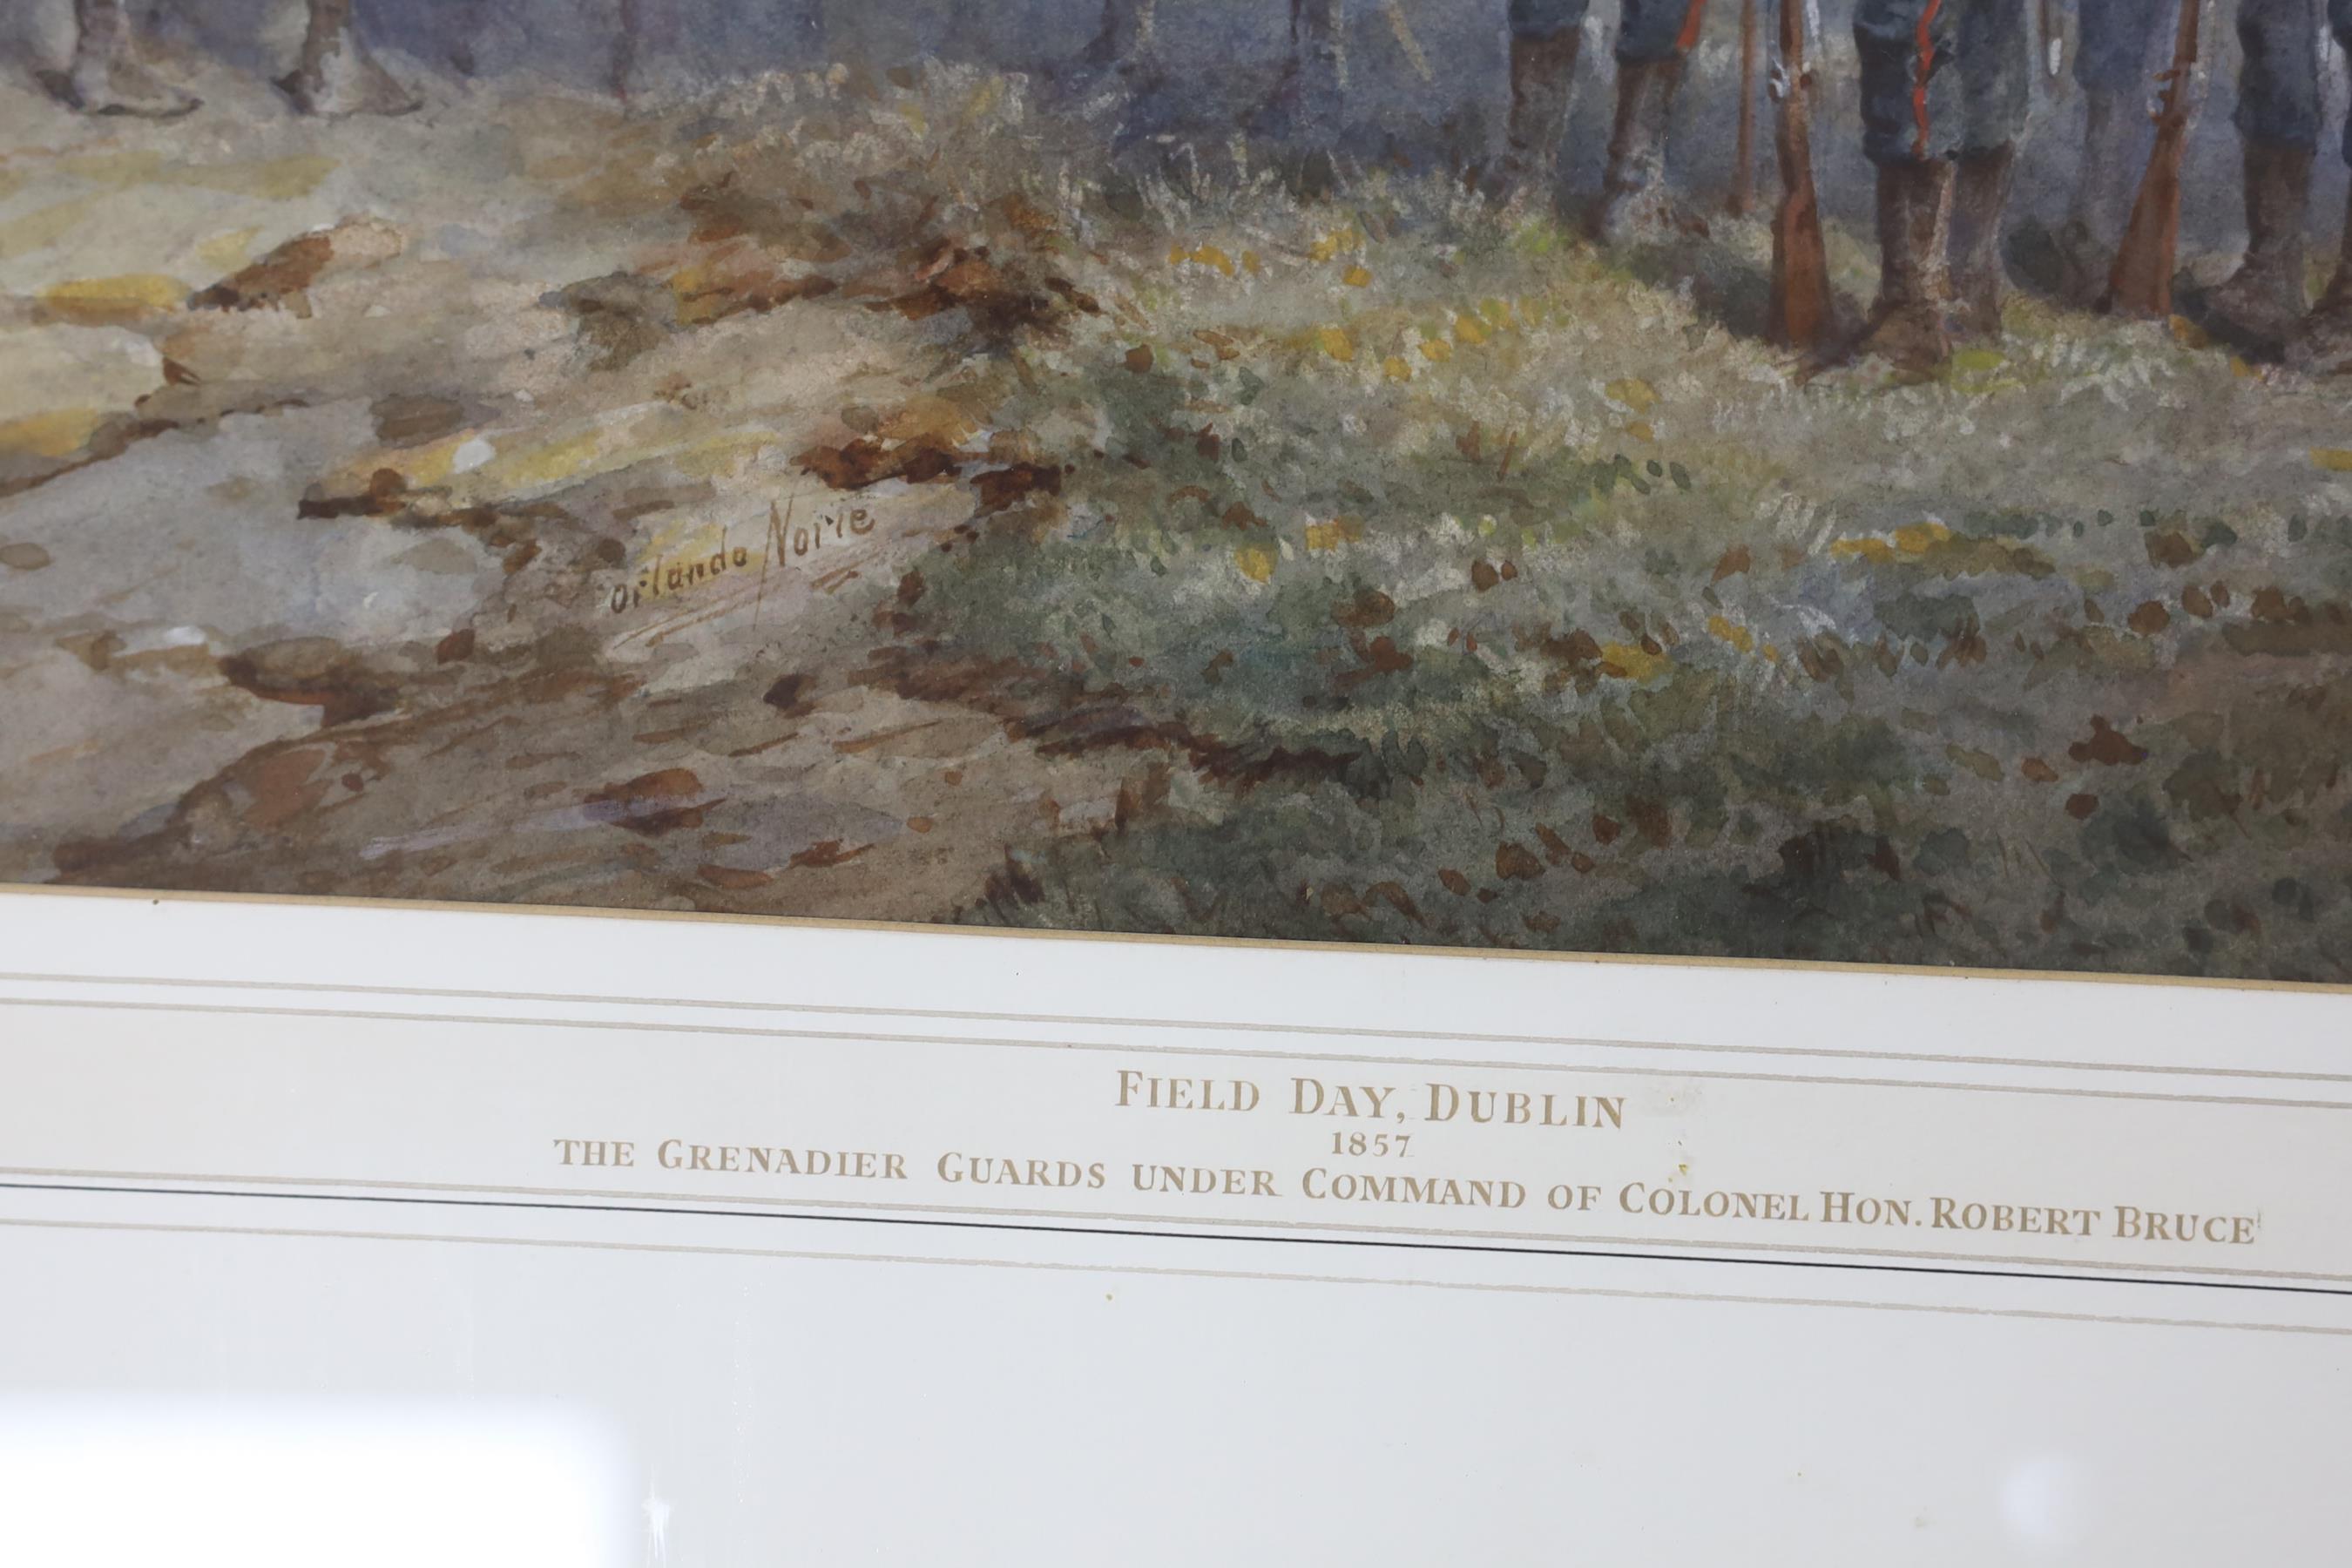 Orlando Norie
FIELD DAY, DUBLIN
1857
THE GRENADIER GUARDS UNDER COMMAND OF COLONEL HON. ROBERT BRUCE